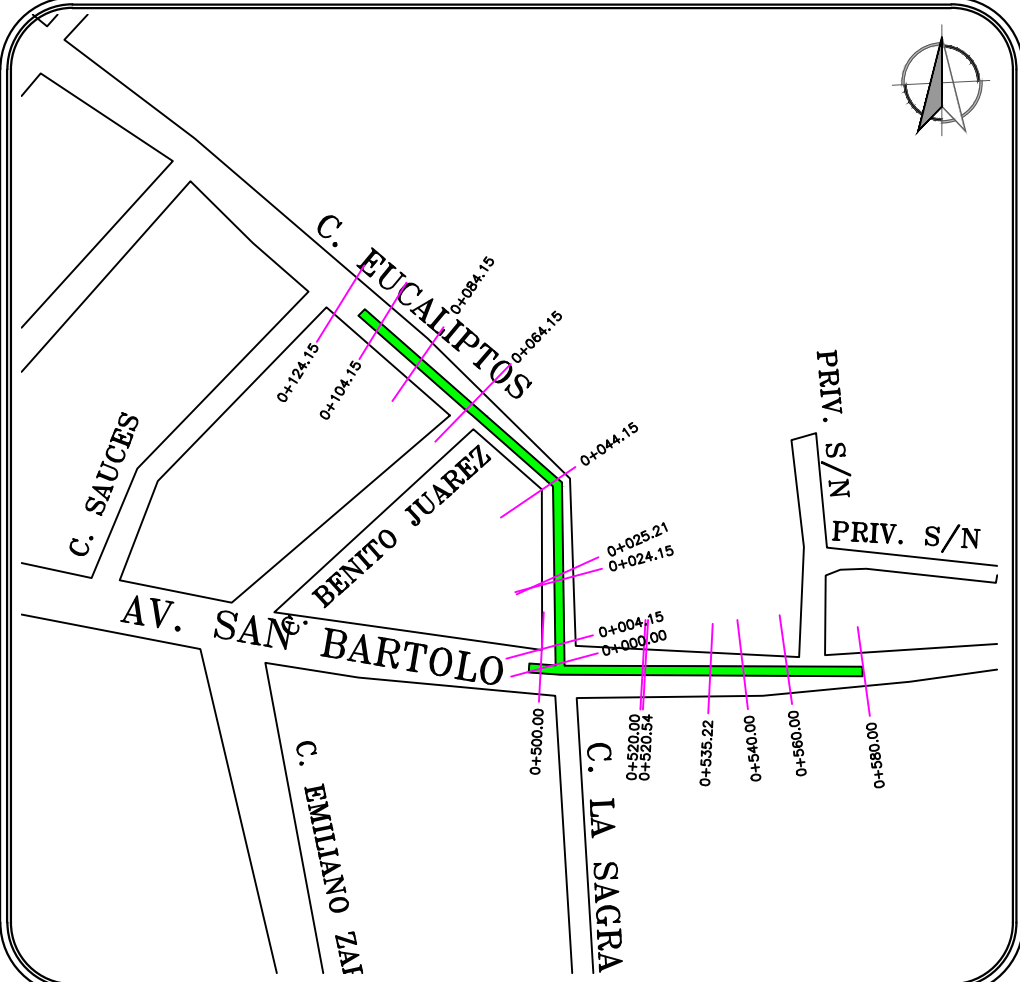 C. EUCALIPTOS
0+084.15
0+064.15
0+124.15
0+104.15
PRIV. S/N
C. SAUCES
0+044.15
C. BENITO JUAREZ
PRIV. S/N
0+025.21
0+024.15
AV. SAN BARTOLO
0+004.15
0+000.00
0+500.00
0+520.00
0+520.54
0+535.22
0+540.00
0+560.00
0+580.00
C. EMILIANO
C. LA SAGRA